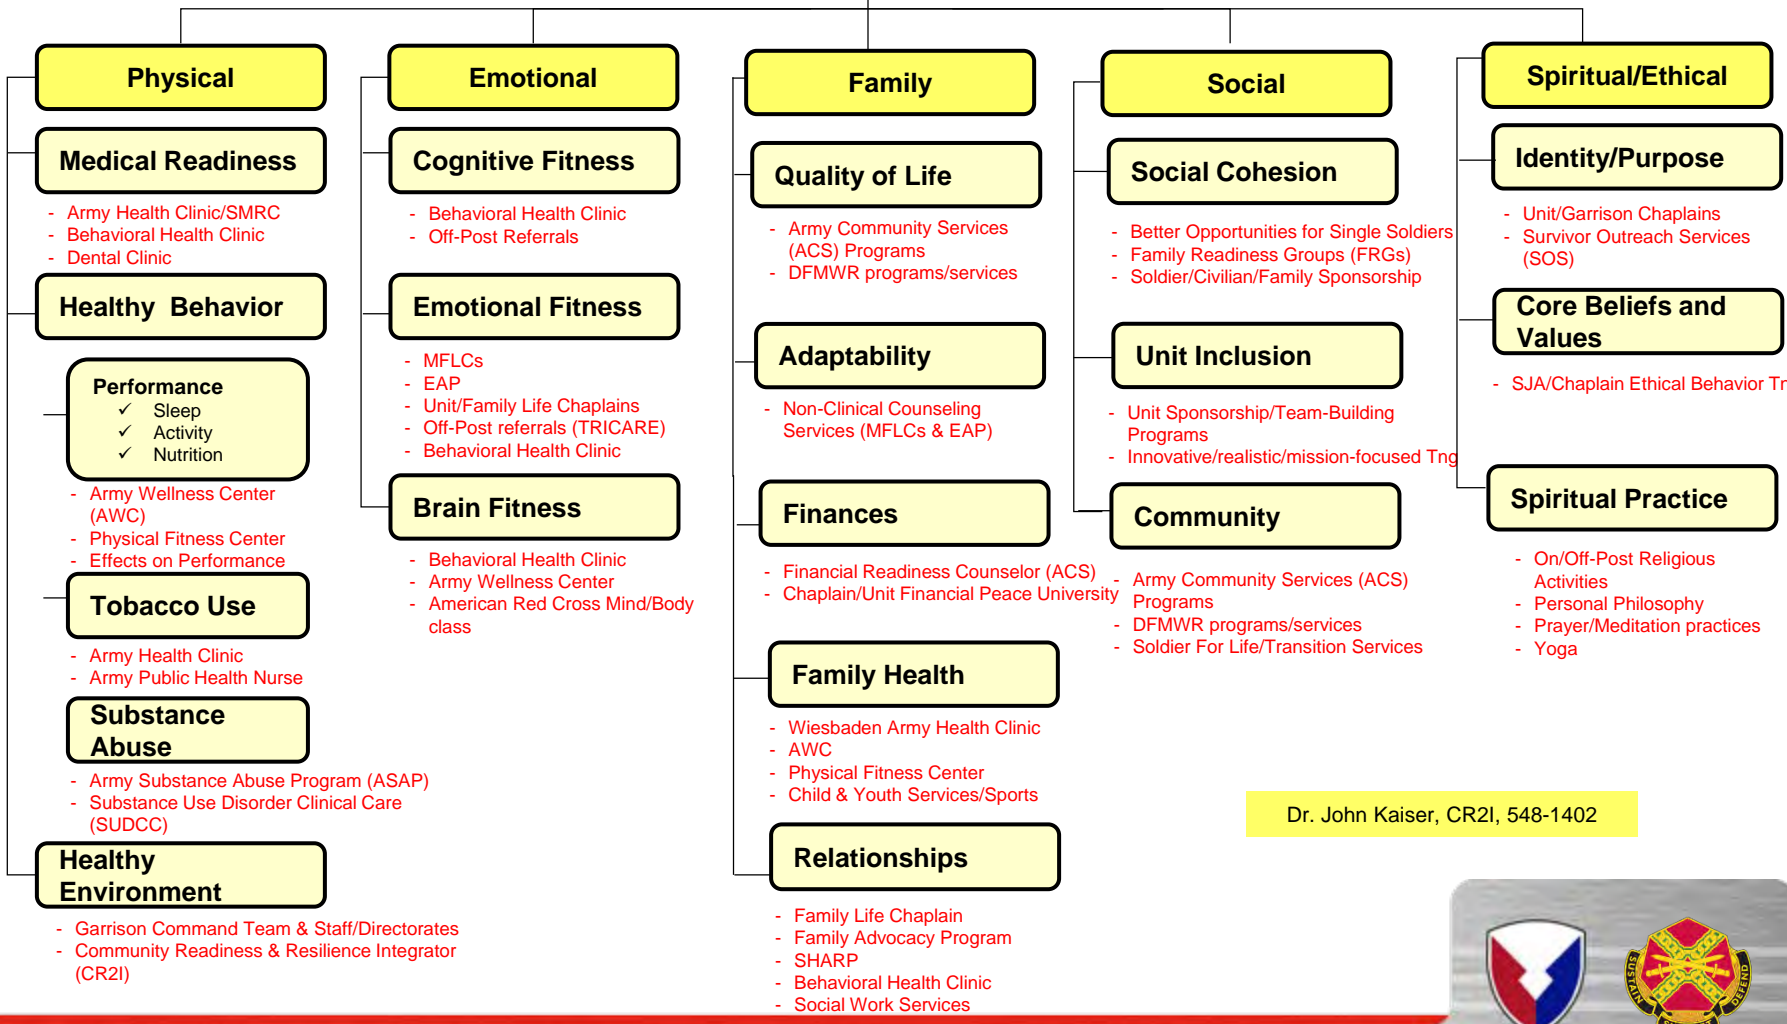 Physical
Medical Readiness
- Army Health Clinic/SMRC
- Behavioral Health Clinic
- Dental Clinic
Healthy Behavior
Performance
✓ Sleep
✓ Activity
✓ Nutrition
- Army Wellness Center
(AWC)
- Physical Fitness Center
- Effects on Performance
Tobacco Use
- Army Health Clinic
- Army Public Health Nurse
Substance
Abuse
- Army Substance Abuse Program (ASAP)
- Substance Use Disorder Clinical Care
(SUDCC)
Healthy
Environment
- Garrison Command Team & Staff/Directorates
- Community Readiness & Resilience Integrator
(CR2I)
Emotional
Cognitive Fitness
- Behavioral Health Clinic
- Off-Post Referrals
Emotional Fitness
- MFLCs
- EAP
- Unit/Family Life Chaplains
- Off-Post referrals (TRICARE)
- Behavioral Health Clinic
Brain Fitness
- Behavioral Health Clinic
- Army Wellness Center
- American Red Cross Mind/Body
class
Family
Quality of Life
- Army Community Services
(ACS) Programs
- DFMWR programs/services
Adaptability
- Non-Clinical Counseling
Services (MFLCs & EAP)
Finances
- Financial Readiness Counselor (ACS)
- Chaplain/Unit Financial Peace University
Family Health
- Wiesbaden Army Health Clinic
- AWC
- Physical Fitness Center
- Child & Youth Services/Sports
Relationships
- Family Life Chaplain
- Family Advocacy Program
- SHARP
- Behavioral Health Clinic
- Social Work Services
Social
Social Cohesion
- Better Opportunities for Single Soldiers
- Family Readiness Groups (FRGs)
- Soldier/Civilian/Family Sponsorship
Unit Inclusion
- Unit Sponsorship/Team-Building
Programs
- Innovative/realistic/mission-focused Tng
Community
- Army Community Services (ACS)
Programs
- DFMWR programs/services
- Soldier For Life/Transition Services
Spiritual/Ethical
Identity/Purpose
- Unit/Garrison Chaplains
- Survivor Outreach Services
(SOS)
Core Beliefs and
Values
- SJA/Chaplain Ethical Behavior
Spiritual Practice
- On/Off-Post Religious
Activities
- Personal Philosophy
- Prayer/Meditation practices
- Yoga
Dr. John Kaiser, CR2I, 548-1402
SUSTAIN
DEFEND